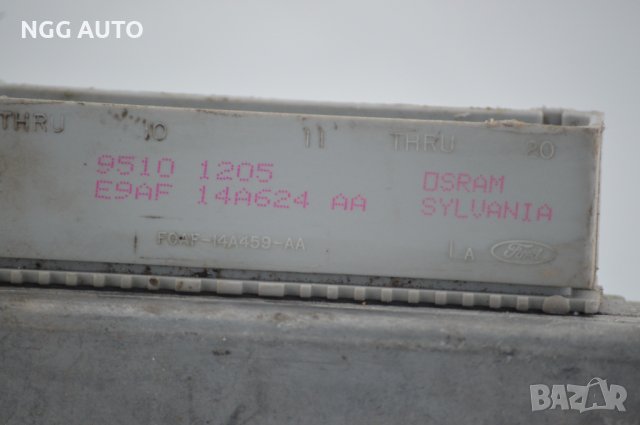 NGG AUTO
THRU 10 11 THRU 20
9510 1205 OSRAM
E9AF 14A624 AA SYLVANIA
F0AF-14A459-AA LA Ford
BAZAR